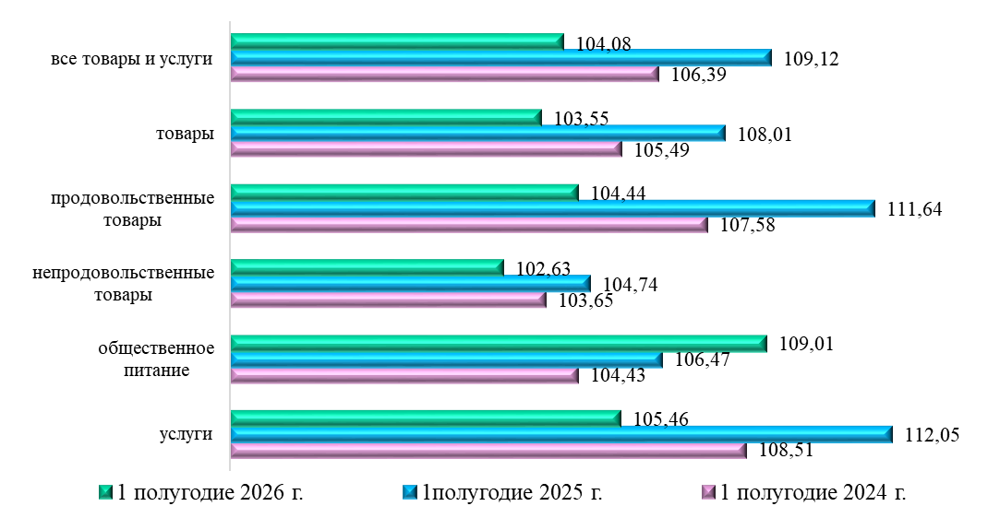 все товары и услуги
104,08
109,12
106,39
товары
103,55
108,01
105,49
продовольственные
товары
104,44
111,64
107,58
непродовольственные
товары
102,63
104,74
103,65
общественное
питание
109,01
106,47
104,43
услуги
105,46
112,05
108,51
1 полугодие 2026 г.
1полугодие 2025 г.
1 полугодие 2024 г.